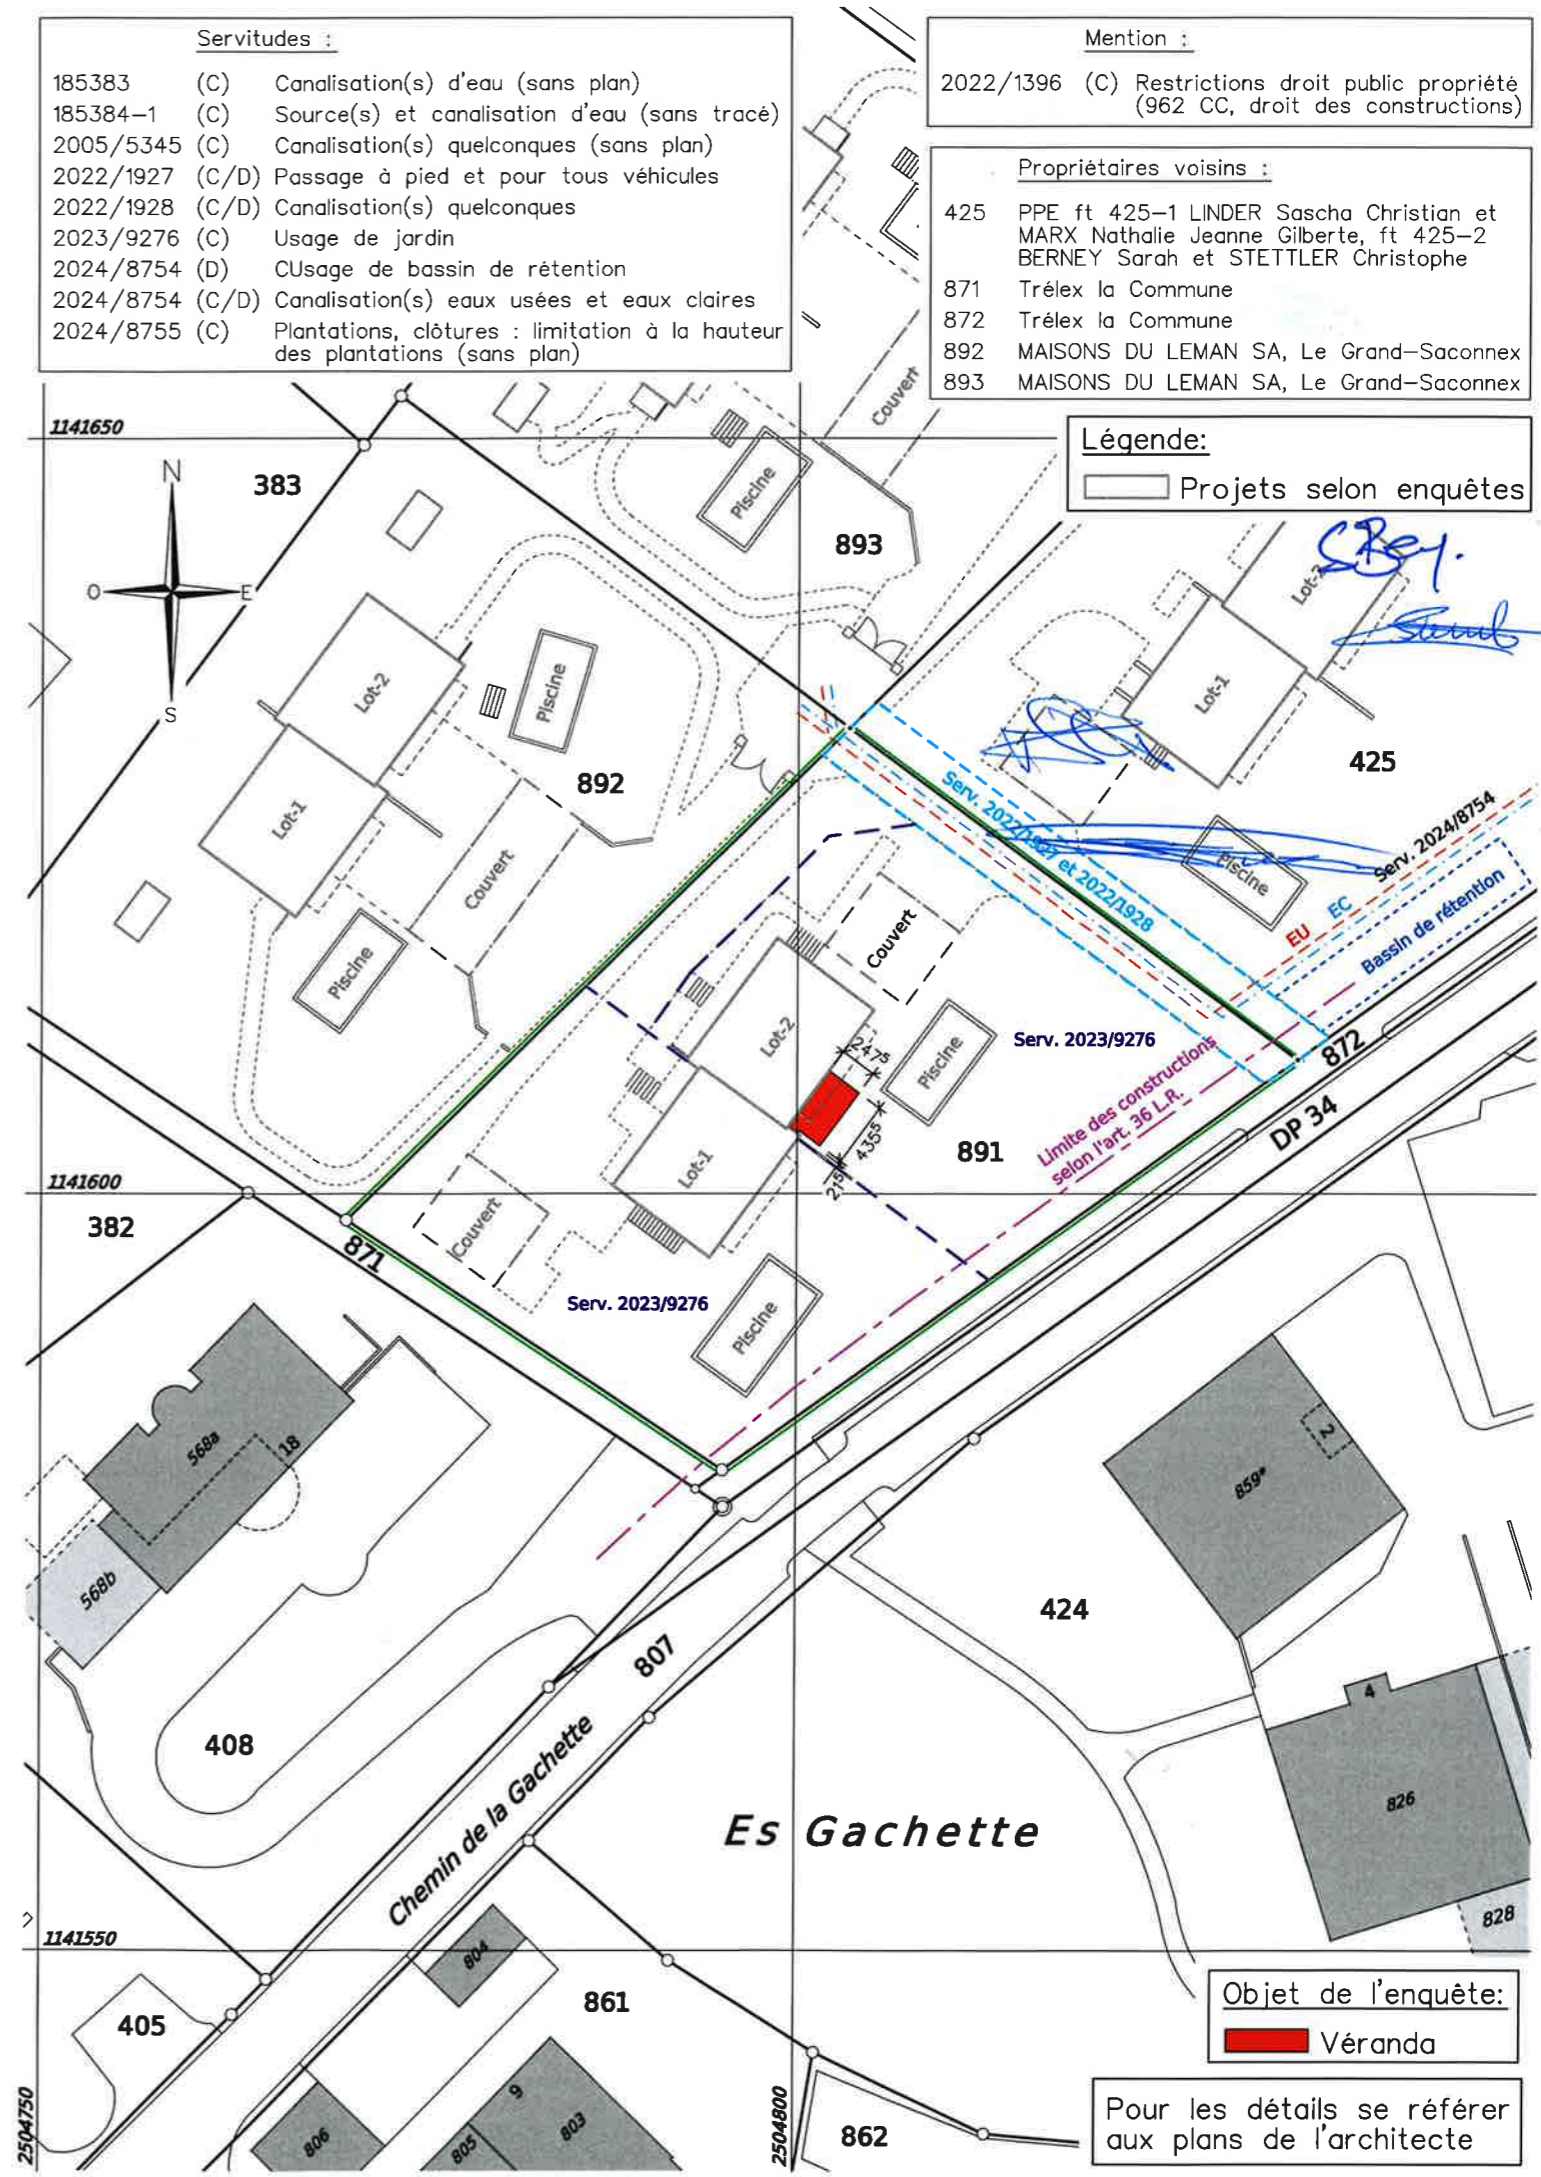 Servitudes :
185383 (C) Canalisation(s) d'eau (sans plan)
185384-1 (C) Source(s) et canalisation d'eau (sans tracé)
2005/5345 (C) Canalisation(s) quelconques (sans plan)
2022/1927 (C/D) Passage à pied et pour tous véhicules
2022/1928 (C/D) Canalisation(s) quelconques
2023/9276 (C) Usage de jardin
2024/8754 (D) CUsage de bassin de rétention
2024/8754 (C/D) Canalisation(s) eaux usées et eaux claires
2024/8755 (C) Plantations, clôtures : limitation à la hauteur
des plantations (sans plan)
Mention :
2022/1396 (C) Restrictions droit public propriété
(962 CC, droit des constructions)
Propriétaires voisins :
425 PPE ft 425-1 LINDER Sascha Christian et
MARX Nathalie Jeanne Gilberte, ft 425-2
BERNEY Sarah et STETTLER Christophe
871 Trélex la Commune
872 Trélex la Commune
892 MAISONS DU LEMAN SA, Le Grand-Saconnex
893 MAISONS DU LEMAN SA, Le Grand-Saconnex
Légende:
Projets selon enquêtes
1141650
N
O
E
S
383
Couvert
Piscine
893
Lot-2
Lot-1
425
Piscine
Lot-2
Lot-1
Piscine
892
Couvert
Piscine
Serv. 2022/1927 et 2022/1928
Serv. 2024/8754
EU
EC
Bassin de rétention
Couvert
Lot-2
Lot-1
2475
4355
215
Piscine
Serv. 2023/9276
891
Limite des constructions
selon l'art. 36 L.R.
872
DP 34
1141600
382
871
Couvert
Serv. 2023/9276
Piscine
568a
18
568b
859*
2
424
807
408
Chemin de la Gachette
4
826
828
Es Gachette
1141550
804
861
405
9
803
805
806
862
2504750
2504800
Objet de l'enquête:
Véranda
Pour les détails se référer
aux plans de l'architecte